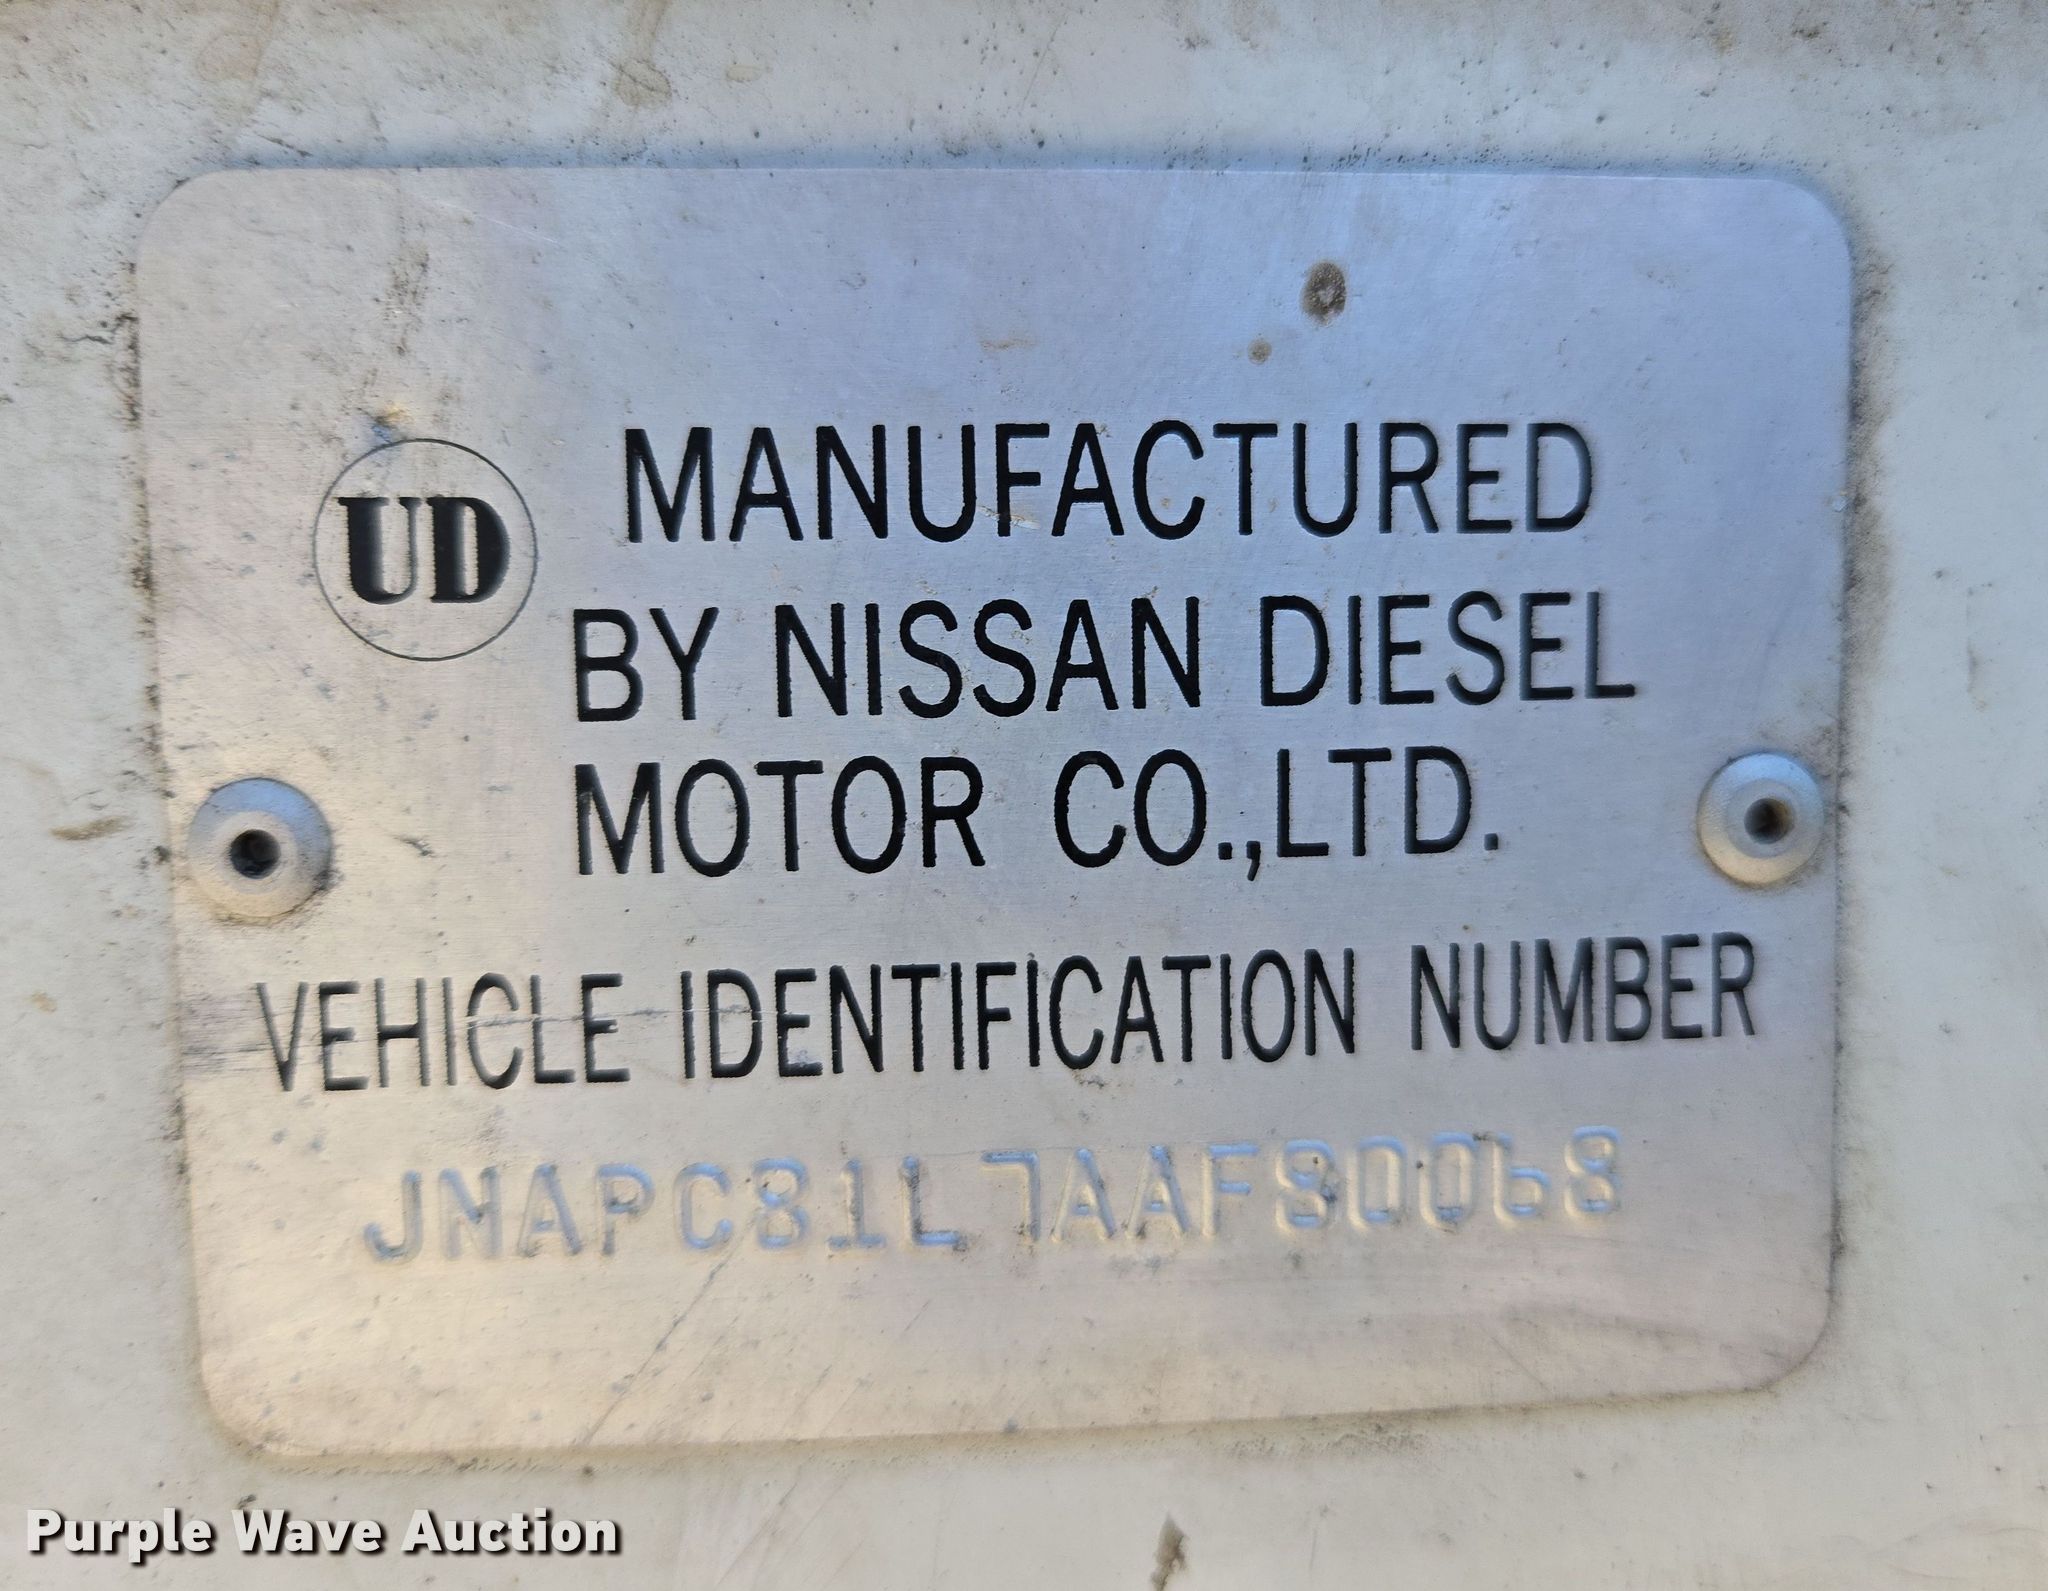 UD MANUFACTURED
BY NISSAN DIESEL
MOTOR CO.,LTD.
VEHICLE IDENTIFICATION NUMBER
JNAPC81L7AAF80068
Purple Wave Auction